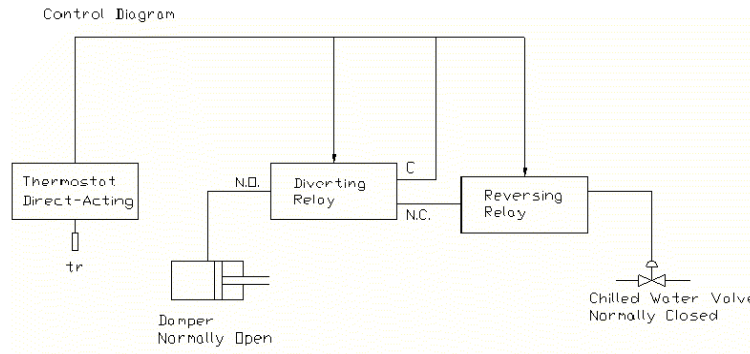 Control Diagram
Thermostat
Direct-Acting
tr
N.O.
Diverting
Relay
C
N.C.
Reversing
Relay
Damper
Normally Open
Chilled Water Valve
Normally Closed